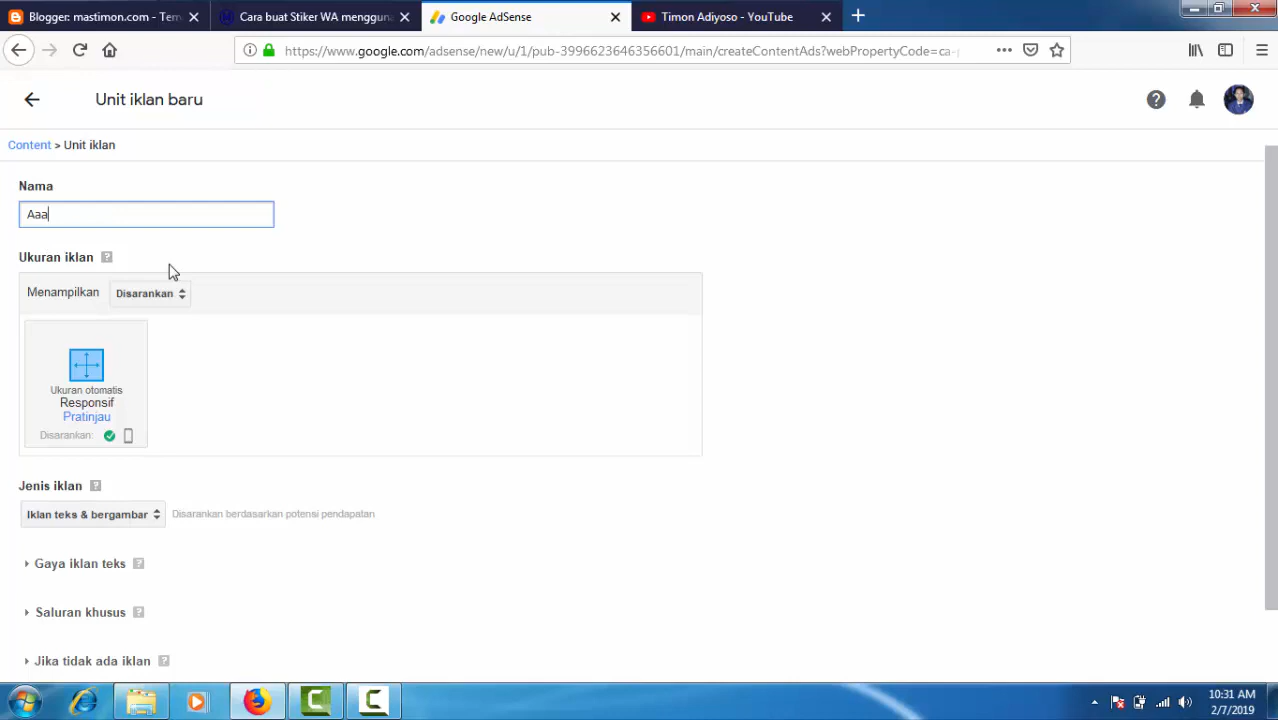 Blogger: mastimon.com - Tem
Cara buat Stiker WA mengguna
Google AdSense
Timon Adiyoso - YouTube
https://www.google.com/adsense/new/u/1/pub-3996623646356601/main/createContentAds?webPropertyCode=ca-
Unit iklan baru
Content > Unit iklan
Nama
Aaa
Ukuran iklan ?
Menampilkan Disarankan
Ukuran otomatis
Responsif
Pratinjau
Disarankan:
Jenis iklan ?
Iklan teks & bergambar Disarankan berdasarkan potensi pendapatan
Gaya iklan teks ?
Saluran khusus ?
Jika tidak ada iklan ?
10:31 AM
2/7/2019